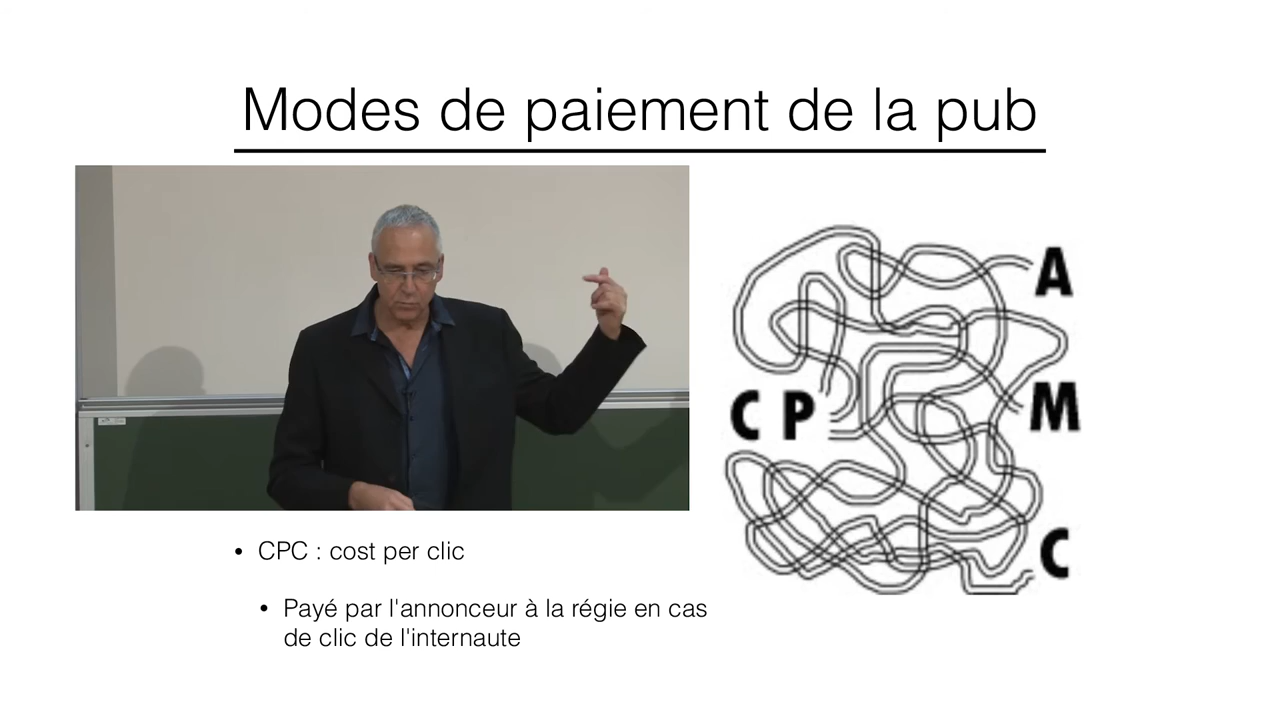 Modes de paiement de la pub
A
C P
M
C
• CPC : cost per clic
• Payé par l'annonceur à la régie en cas
de clic de l'internaute